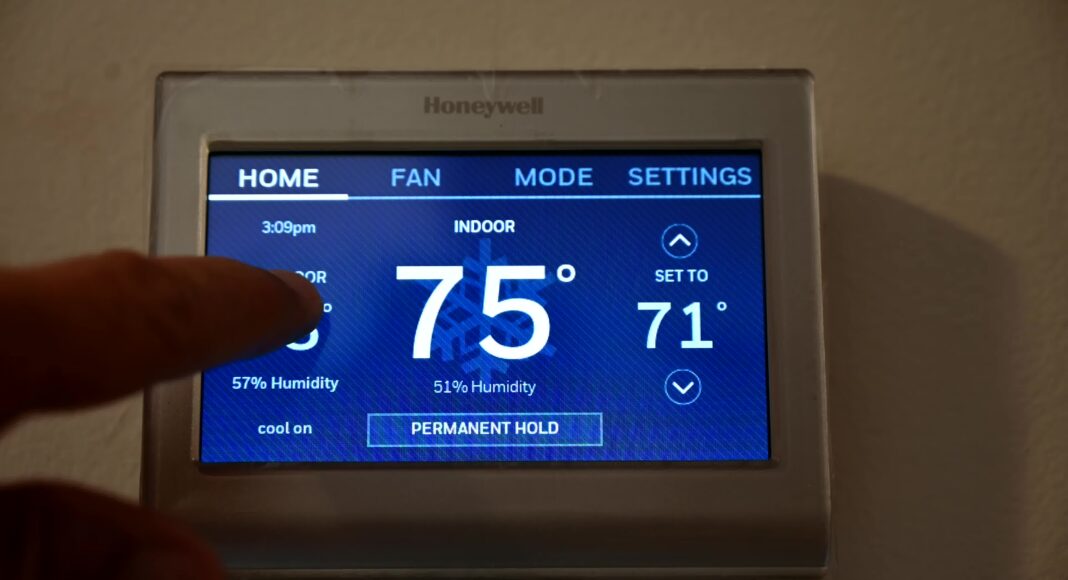 Honeywell
HOME FAN MODE SETTINGS
3:09pm
INDOOR
75°
51% Humidity
SET TO
71°
57% Humidity
cool on
PERMANENT HOLD